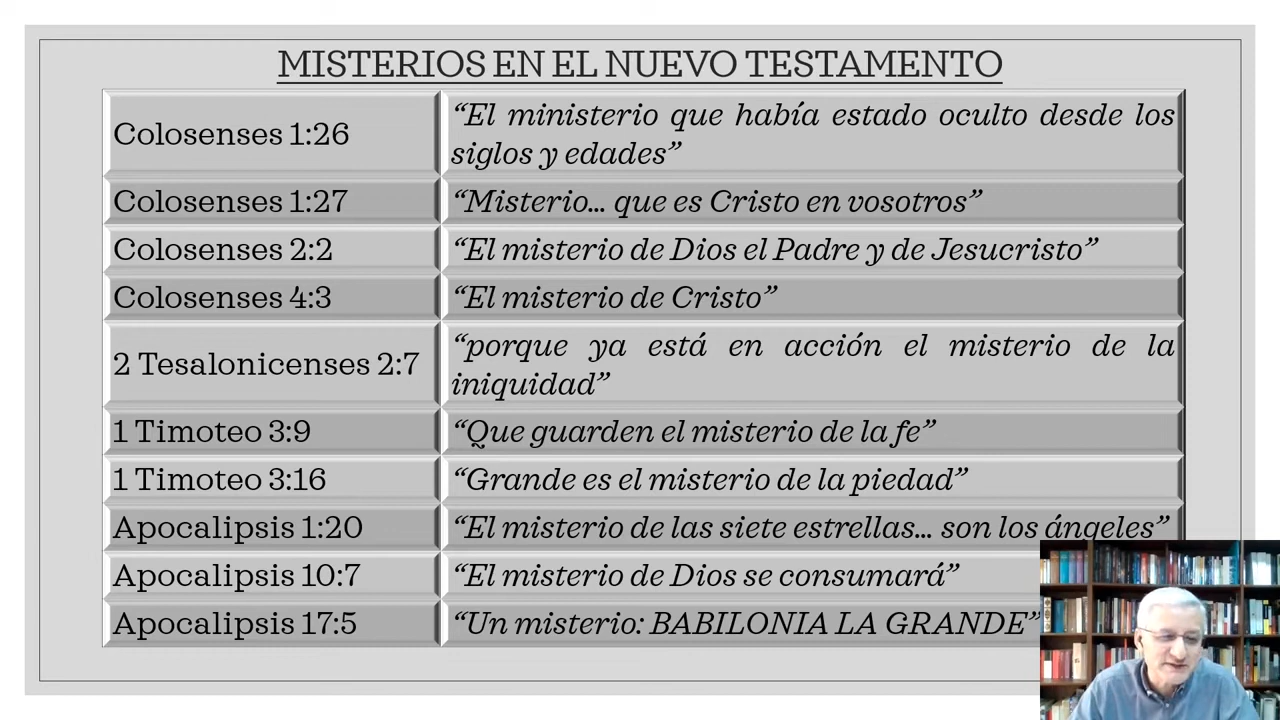 MISTERIOS EN EL NUEVO TESTAMENTO
Colosenses 1:26
“El ministerio que había estado oculto desde los
siglos y edades”
Colosenses 1:27
“Misterio... que es Cristo en vosotros”
Colosenses 2:2
“El misterio de Dios el Padre y de Jesucristo”
Colosenses 4:3
“El misterio de Cristo”
2 Tesalonicenses 2:7
“porque ya está en acción el misterio de la
iniquidad”
1 Timoteo 3:9
“Que guarden el misterio de la fe”
1 Timoteo 3:16
“Grande es el misterio de la piedad”
Apocalipsis 1:20
“El misterio de las siete estrellas... son los ángeles”
Apocalipsis 10:7
“El misterio de Dios se consumará”
Apocalipsis 17:5
“Un misterio: BABILONIA LA GRANDE”